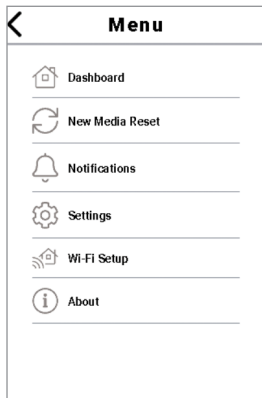 Menu
Dashboard
New Media Reset
Notifications
Settings
Wi-Fi Setup
About